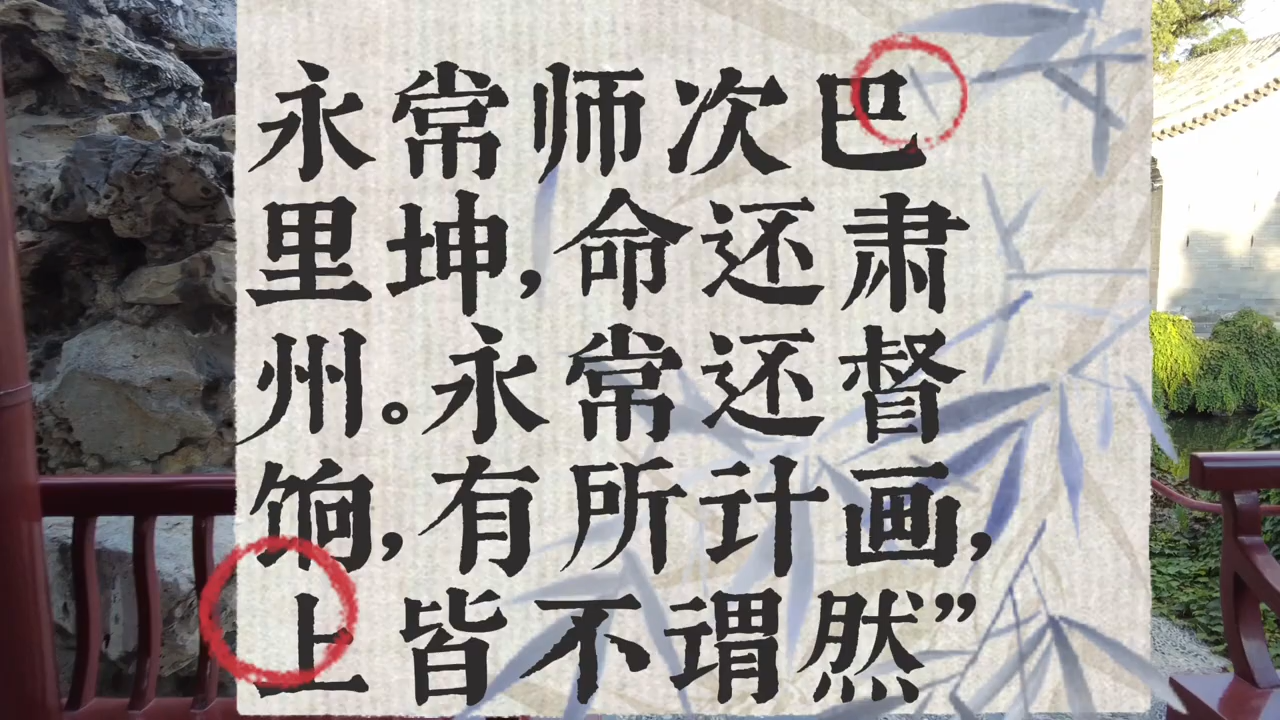 永常师次巴
里坤,命还肃
州。永常还督
饷,有所计画,
上皆不谓然”